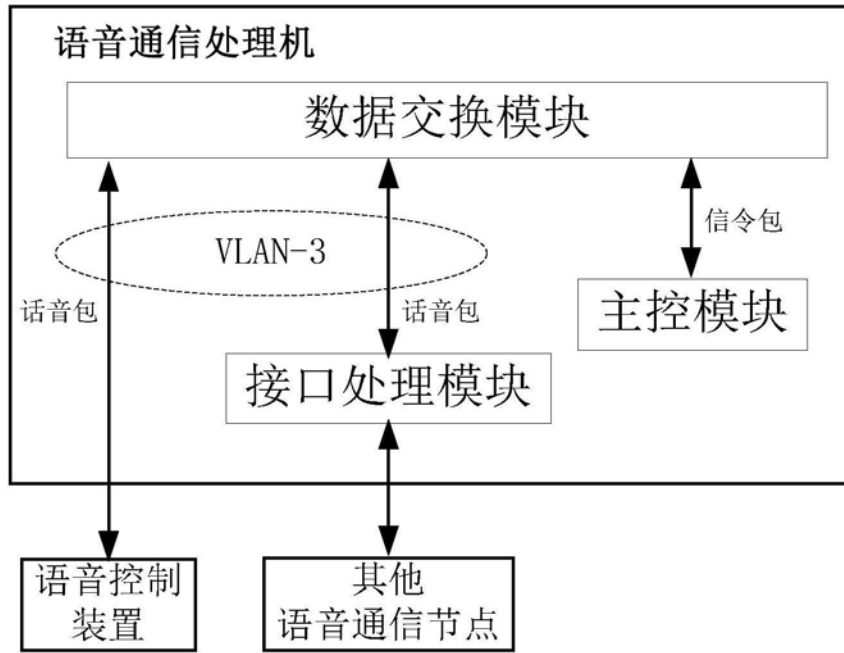 语音通信处理机
数据交换模块
VLAN-3
信令包
话音包
话音包
主控模块
接口处理模块
语音控制
装置
其他
语音通信节点